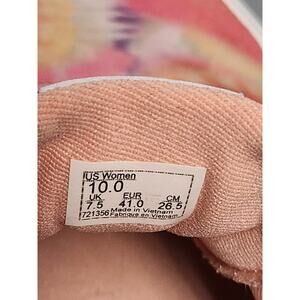 US Women
10.0
UK EUR CM
7.5 41.0 26.5
Made in Vietnam
721356 Fabriqué en Vietnam